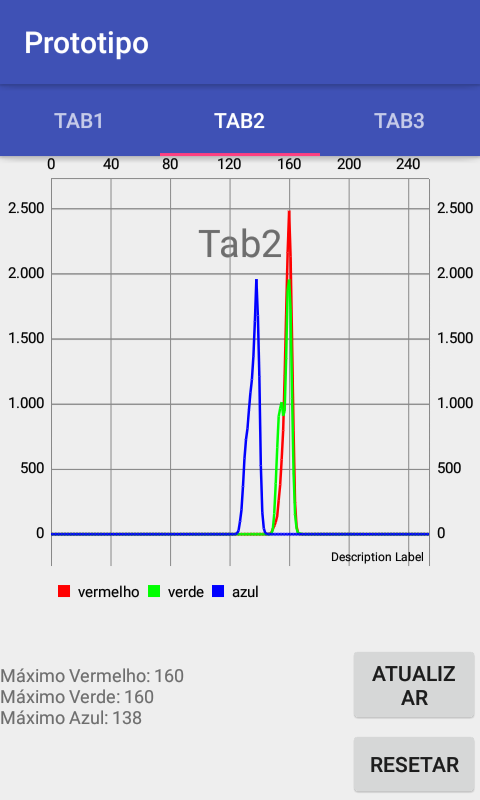 Prototipo
TAB1 TAB2 TAB3
0 40 80 120 160 200 240
2.500 2.500
Tab2
2.000 2.000
1.500 1.500
1.000 1.000
500 500
0 0
Description Label
vermelho verde azul
Máximo Vermelho: 160
Máximo Verde: 160
Máximo Azul: 138
ATUALIZ
AR
RESETAR